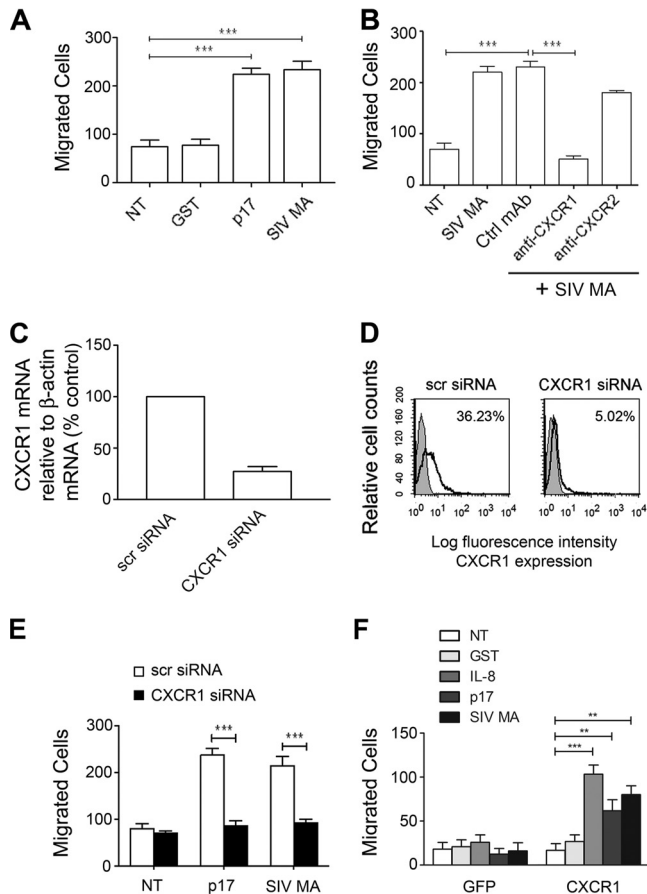 A
Migrated Cells
300
200
100
0
***
***
NT
GST
p17
SIV MA
B
Migrated Cells
300
200
100
0
***
***
NT
SIV MA
Ctrl mAb
anti-CXCR1
anti-CXCR2
+ SIV MA
C
CXCR1 mRNA
relative to β-actin
mRNA (% control)
150
100
50
0
scr siRNA
CXCR1 siRNA
D
scr siRNA
CXCR1 siRNA
Relative cell counts
200
160
120
80
40
0
36.23%
5.02%
10⁰ 10¹ 10² 10³ 10⁴
10⁰ 10¹ 10² 10³ 10⁴
Log fluorescence intensity
CXCR1 expression
E
scr siRNA
CXCR1 siRNA
Migrated Cells
300
200
100
0
***
***
NT
p17
SIV MA
F
NT
GST
IL-8
p17
SIV MA
Migrated Cells
150
100
50
0
**
**
***
GFP
CXCR1